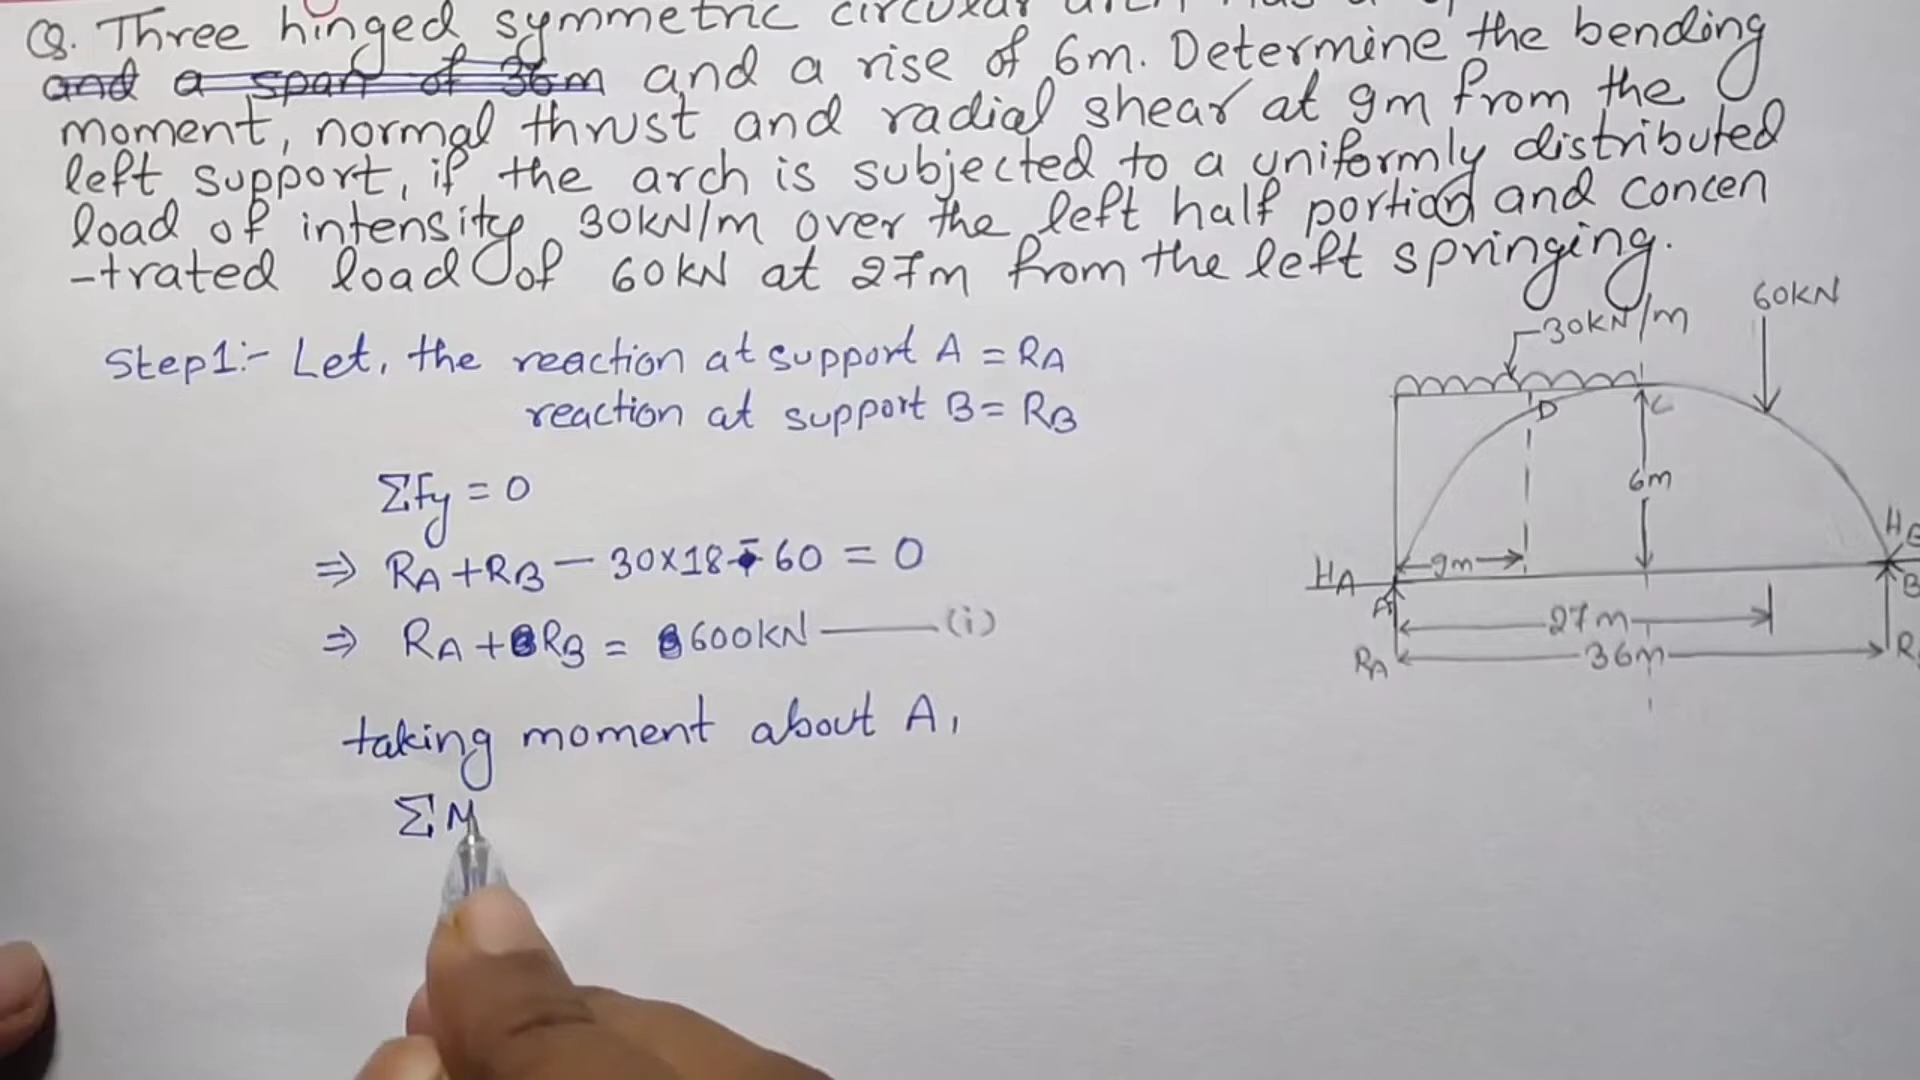 Q. Three hinged symmetric circular arch has a
and a span of 36m and a rise of 6m. Determine the bending
moment, normal thrust and radial shear at 9m from the
left support, if the arch is subjected to a uniformly distributed
load of intensity 30kN/m over the left half portion and concen
-trated load of 60kN at 27m from the left springing.
Step1:- Let, the reaction at support A = RA
reaction at support B = RB
ΣFy = 0
⇒ RA + RB - 30×18 - 60 = 0
⇒ RA + RB = 600kN ——— (i)
taking moment about A,
ΣM
60kN
30kN/m
D
C
6m
HA
9m
HB
A
B
27m
RA
36m
R